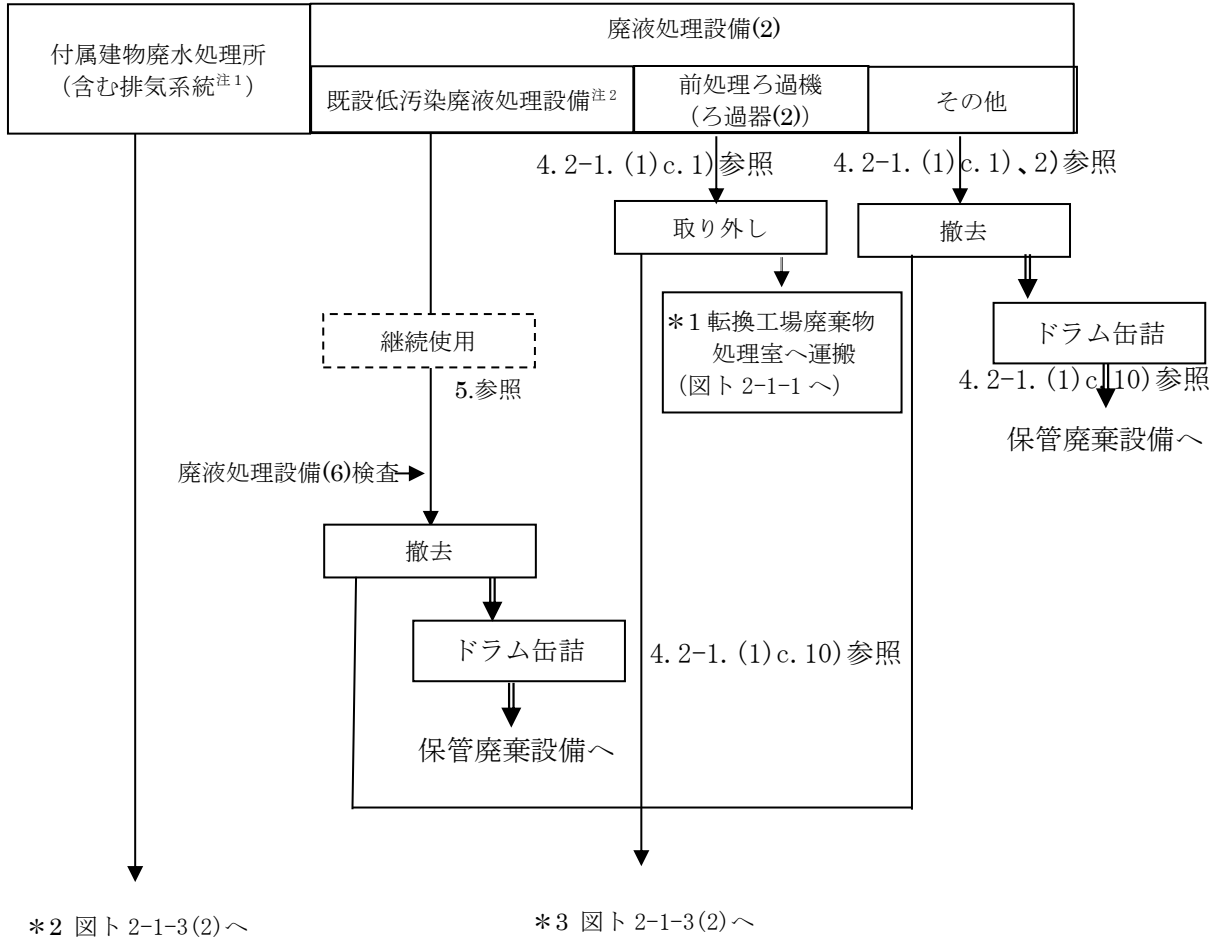 廃液処理設備(2)
付属建物廃水処理所
(含む排気系統注1)
既設低汚染廃液処理設備注2
前処理ろ過機
(ろ過器(2))
その他
4.2-1.(1)c.1)参照
4.2-1.(1)c.1)、2)参照
取り外し
撤去
*1転換工場廃棄物
処理室へ運搬
(図ト2-1-1へ)
継続使用
5.参照
ドラム缶詰
4.2-1.(1)c.10)参照
保管廃棄設備へ
廃液処理設備(6)検査
撤去
ドラム缶詰
4.2-1.(1)c.10)参照
保管廃棄設備へ
*2 図ト2-1-3(2)へ
*3 図ト2-1-3(2)へ